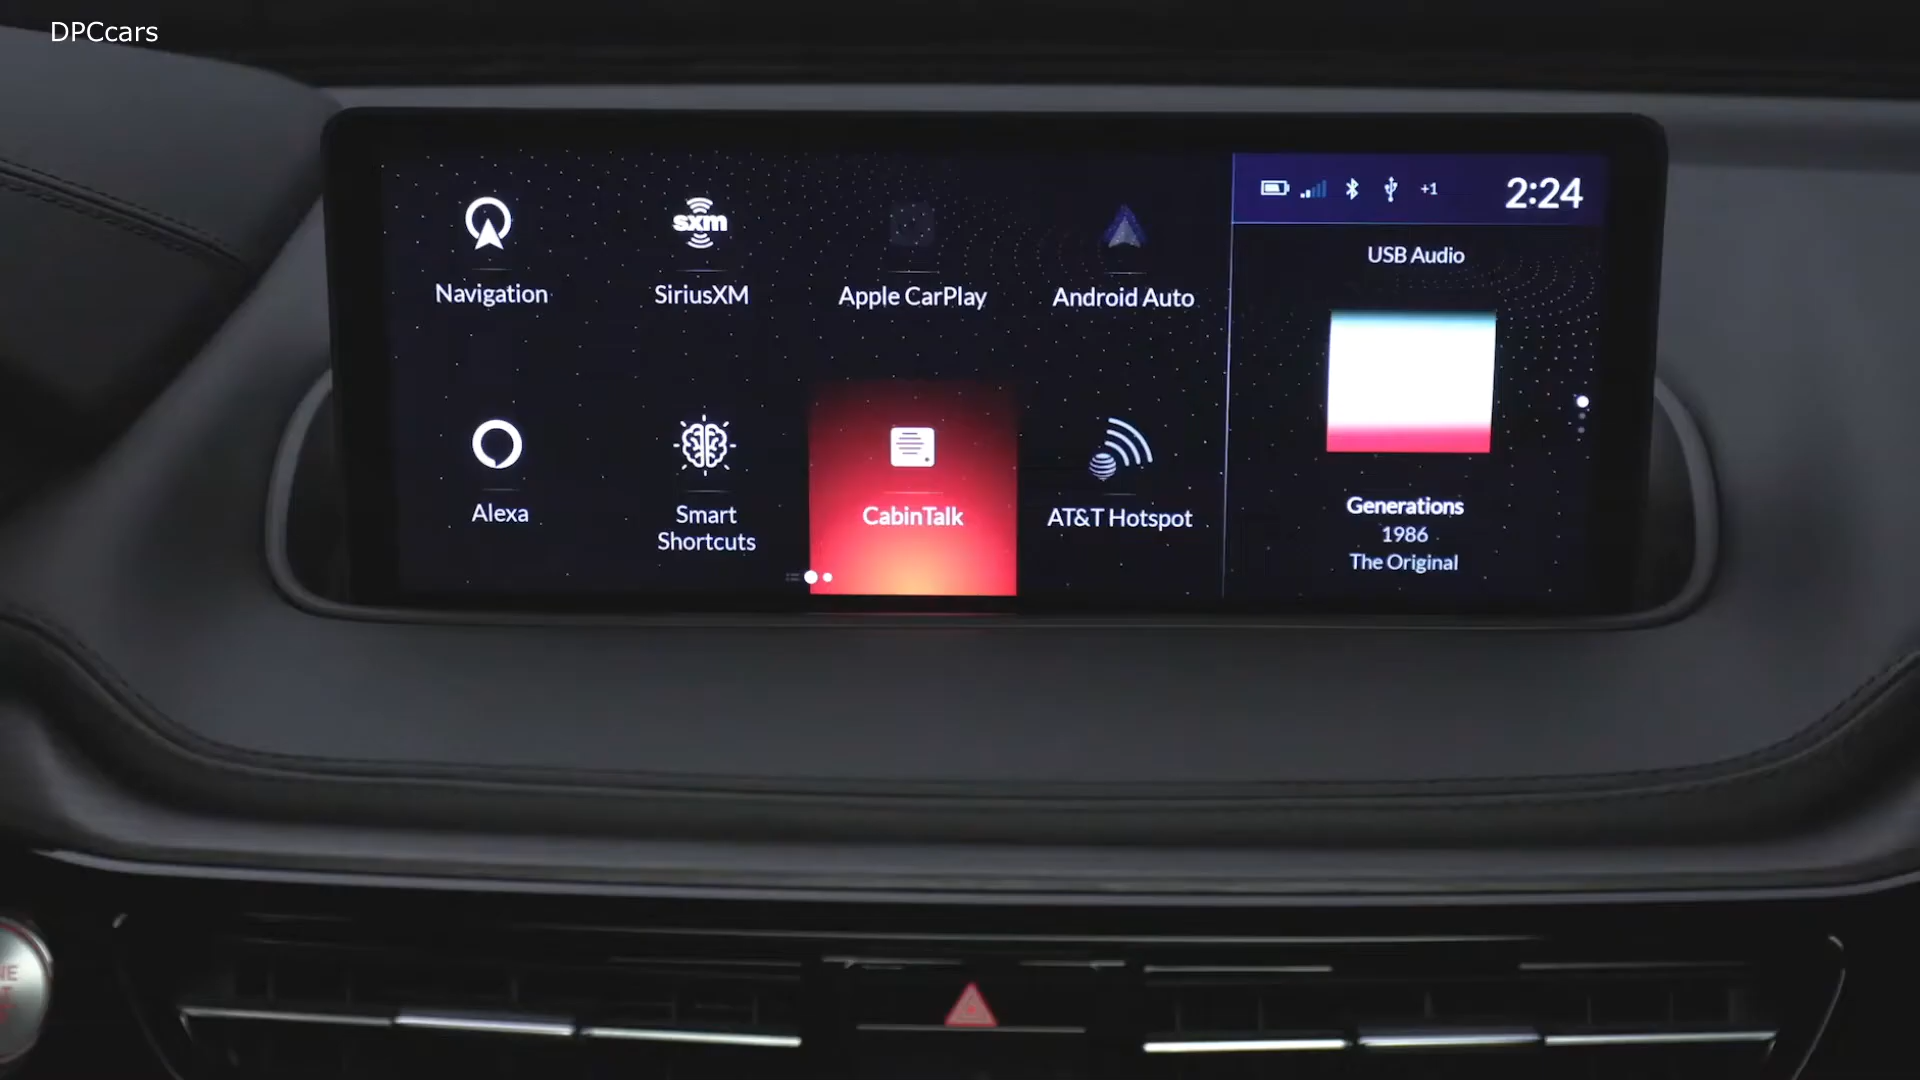 DPCcars
sxm
+1
2:24
Navigation
SiriusXM
Apple CarPlay
Android Auto
USB Audio
Alexa
Smart
Shortcuts
CabinTalk
AT&T Hotspot
Generations
1986
The Original